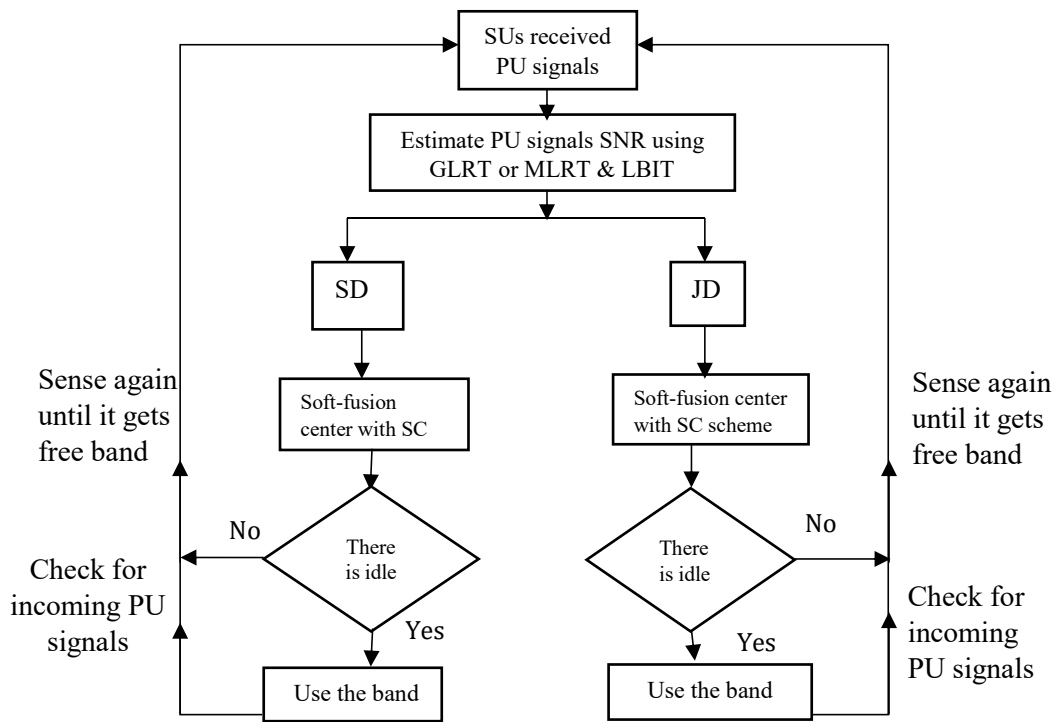 SUs received
PU signals
Estimate PU signals SNR using
GLRT or MLRT & LBIT
SD
JD
Sense again
until it gets
free band
Soft-fusion
center with SC
Soft-fusion center
with SC scheme
Sense again
until it gets
free band
No
There
is idle
There
is idle
No
Check for
incoming PU
signals
Yes
Yes
Check for
incoming
PU signals
Use the band
Use the band